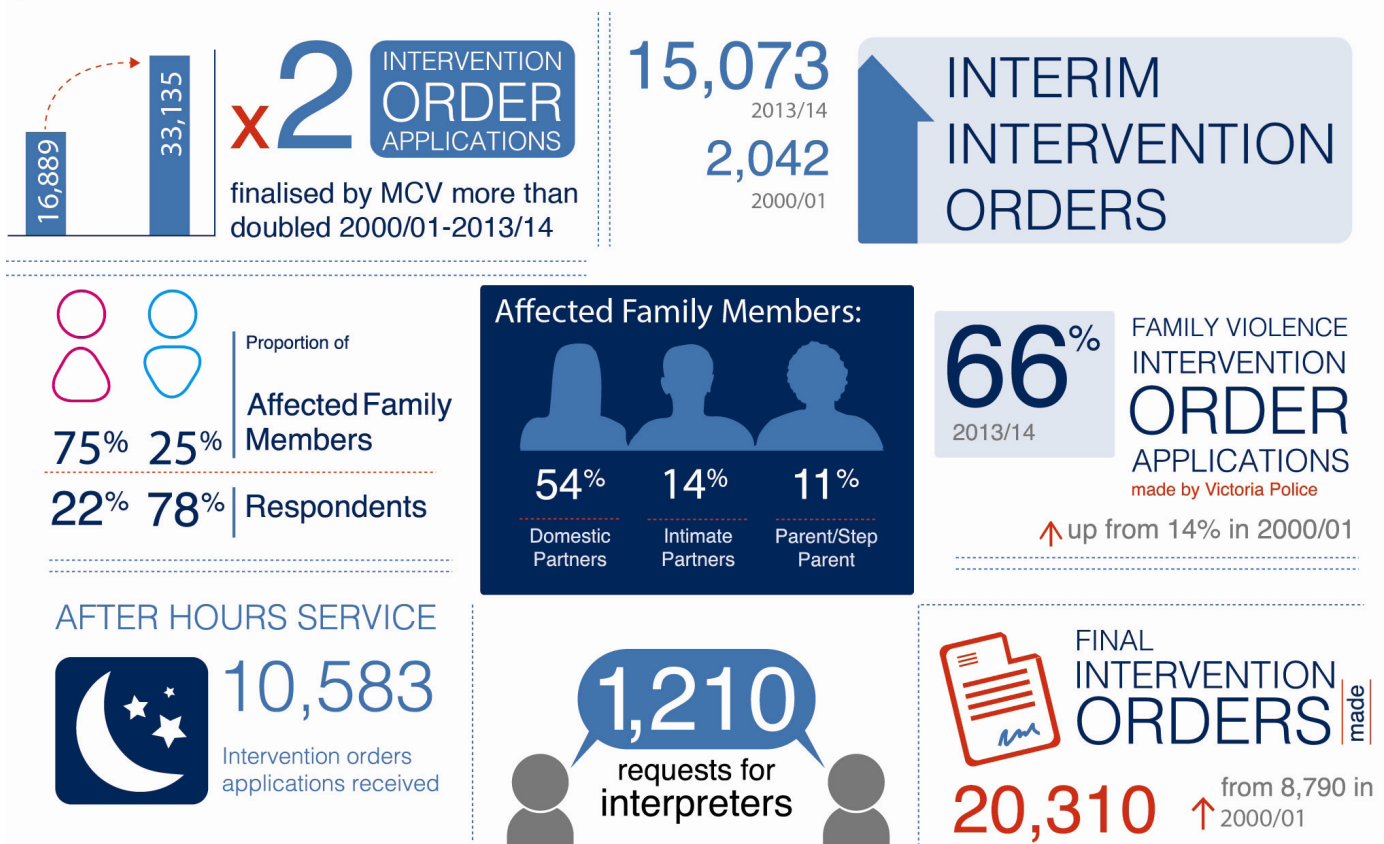 16,889
33,135
x2
INTERVENTION
ORDER
APPLICATIONS
finalised by MCV more than
doubled 2000/01-2013/14
15,073
2013/14
2,042
2000/01
INTERIM
INTERVENTION
ORDERS
Proportion of
Affected Family
Members
75% 25%
22% 78%
Respondents
Affected Family Members:
54% 14% 11%
Domestic
Partners
Intimate
Partners
Parent/Step
Parent
66%
2013/14
FAMILY VIOLENCE
INTERVENTION
ORDER
APPLICATIONS
made by Victoria Police
up from 14% in 2000/01
AFTER HOURS SERVICE
10,583
Intervention orders
applications received
1,210
requests for
interpreters
FINAL
INTERVENTION
ORDERS
made
20,310
from 8,790 in
2000/01